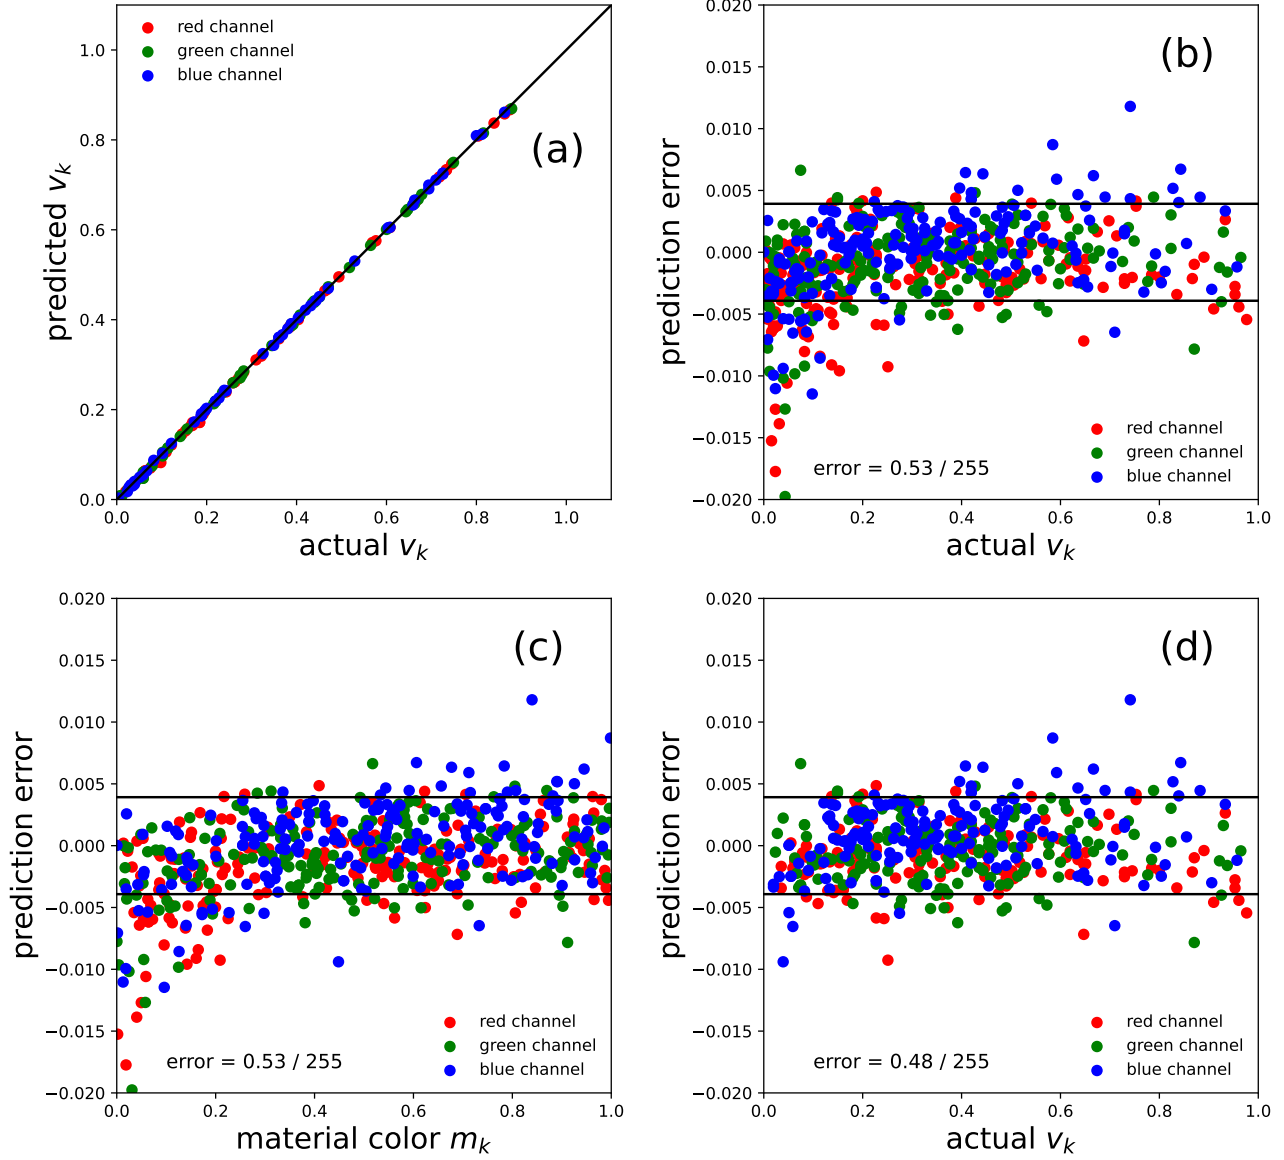 red channel
green channel
blue channel
(a)
1.0
0.8
0.6
0.4
0.2
0.0
0.0 0.2 0.4 0.6 0.8 1.0
predicted v_k
actual v_k
(b)
0.020
0.015
0.010
0.005
0.000
−0.005
−0.010
−0.015
−0.020
0.0 0.2 0.4 0.6 0.8 1.0
prediction error
actual v_k
error = 0.53 / 255
red channel
green channel
blue channel
(c)
0.020
0.015
0.010
0.005
0.000
−0.005
−0.010
−0.015
−0.020
0.0 0.2 0.4 0.6 0.8 1.0
prediction error
material color m_k
error = 0.53 / 255
red channel
green channel
blue channel
(d)
0.020
0.015
0.010
0.005
0.000
−0.005
−0.010
−0.015
−0.020
0.0 0.2 0.4 0.6 0.8 1.0
prediction error
actual v_k
error = 0.48 / 255
red channel
green channel
blue channel